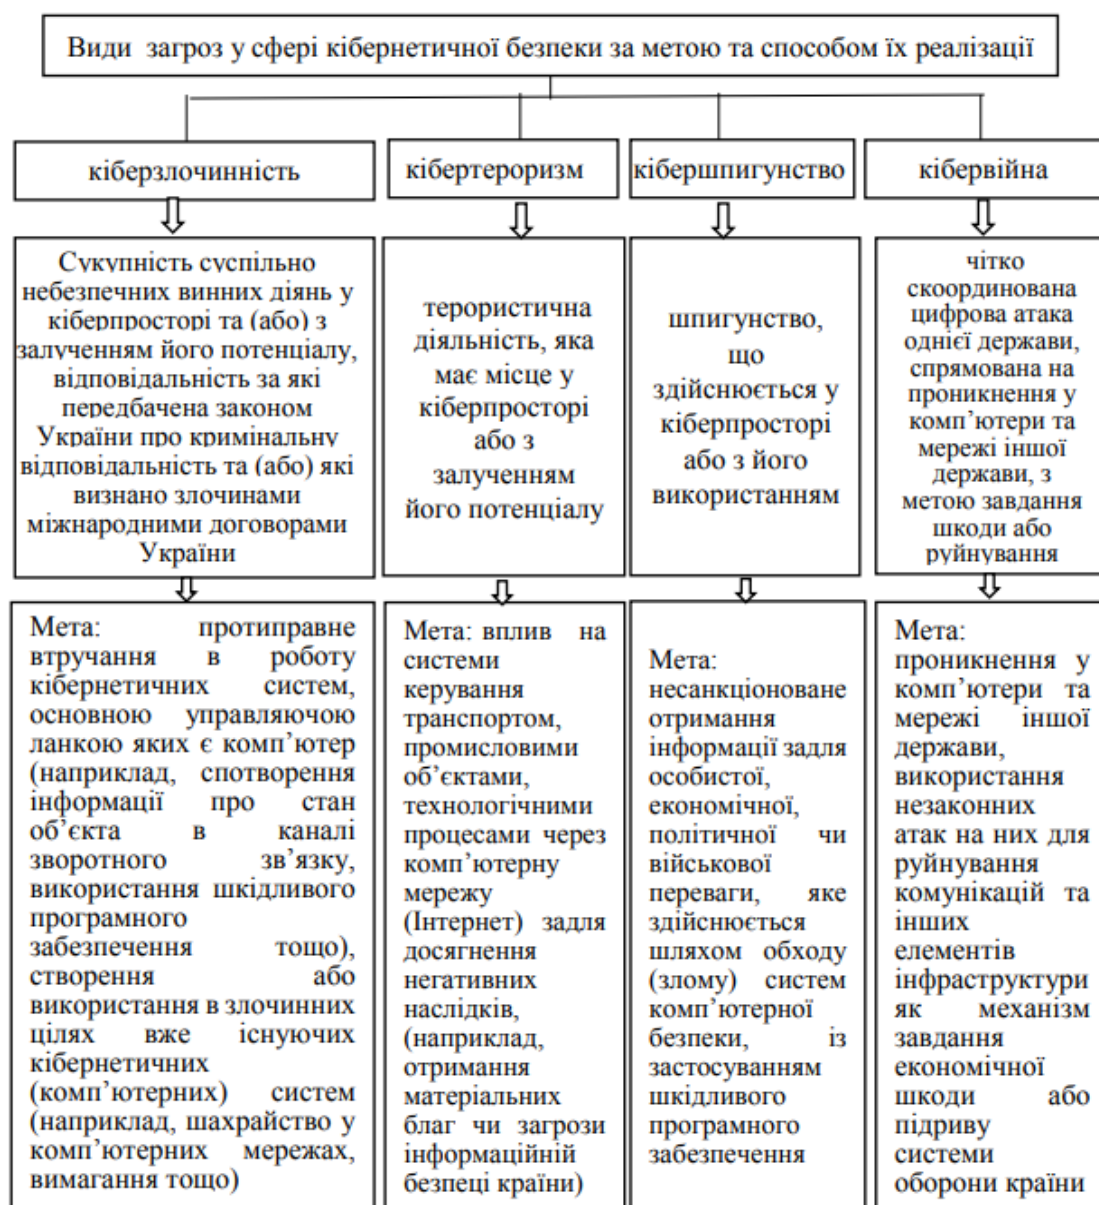 Види загроз у сфері кібернетичної безпеки за метою та способом їх реалізації
кіберзлочинність
кібертероризм
кібершпигунство
кібервійна
Сукупність суспільно
небезпечних винних діянь у
кіберпросторі та (або) з
залученням його потенціалу,
відповідальність за які
передбачена законом
України про кримінальну
відповідальність та (або) які
визнано злочинами
міжнародними договорами
України
терористична
діяльність, яка
має місце у
кіберпросторі
або з
залученням
його потенціалу
шпигунство,
що
здійснюється у
кіберпросторі
або з його
використанням
чітко
скоординована
цифрова атака
однієї держави,
спрямована на
проникнення у
комп’ютери та
мережі іншої
держави, з
метою завдання
шкоди або
руйнування
Мета: протиправне
втручання в роботу
кібернетичних систем,
основною управляючою
ланкою яких є комп’ютер
(наприклад, спотворення
інформації про стан
об’єкта в каналі
зворотного зв’язку,
використання шкідливого
програмного
забезпечення тощо),
створення або
використання в злочинних
цілях вже існуючих
кібернетичних
(комп’ютерних) систем
(наприклад, шахрайство у
комп’ютерних мережах,
вимагання тощо)
Мета: вплив на
системи
керування
транспортом,
промисловими
об’єктами,
технологічними
процесами через
комп’ютерну
мережу
(Інтернет) задля
досягнення
негативних
наслідків,
(наприклад,
отримання
матеріальних
благ чи загрози
інформаційній
безпеці країни)
Мета:
несанкціоноване
отримання
інформації задля
особистої,
економічної,
політичної чи
військової
переваги, яке
здійснюється
шляхом обходу
(злому) систем
комп’ютерної
безпеки, із
застосуванням
шкідливого
програмного
забезпечення
Мета:
проникнення у
комп’ютери та
мережі іншої
держави,
використання
незаконних
атак на них для
руйнування
комунікацій та
інших
елементів
інфраструктури
як механізм
завдання
економічної
шкоди або
підриву
системи
оборони країни